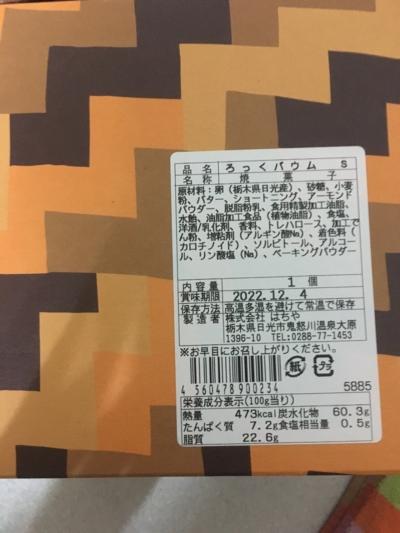 品名 ろっくバウム S
名称 焼菓子
原材料：卵（栃木県日光産）、砂糖、小麦
粉、バター、ショートニング、アーモンド
パウダー、脱脂粉乳、食用精製加工油脂、
水飴、油脂加工食品（植物油脂）、食塩、
洋酒/乳化剤、香料、トレハロース、加工で
ん粉、増粘剤（アルギン酸Na）、着色料（
カロチノイド）、ソルビトール、アルコー
ル、リン酸塩（Na）、ベーキングパウダー
内容量 1個
賞味期限 2022.12. 4
保存方法 高温多湿を避けて常温で保存
製造者 株式会社 はちや
栃木県日光市鬼怒川温泉大原
1396-10 TEL:0288-77-1453
※お早目にお召し上がりください。
紙 プラ
4 560478 900234
5885
栄養成分表示(100g当り)
熱量 473kcal 炭水化物 60.3g
たんぱく質 7.2g 食塩相当量 0.5g
脂質 22.6g